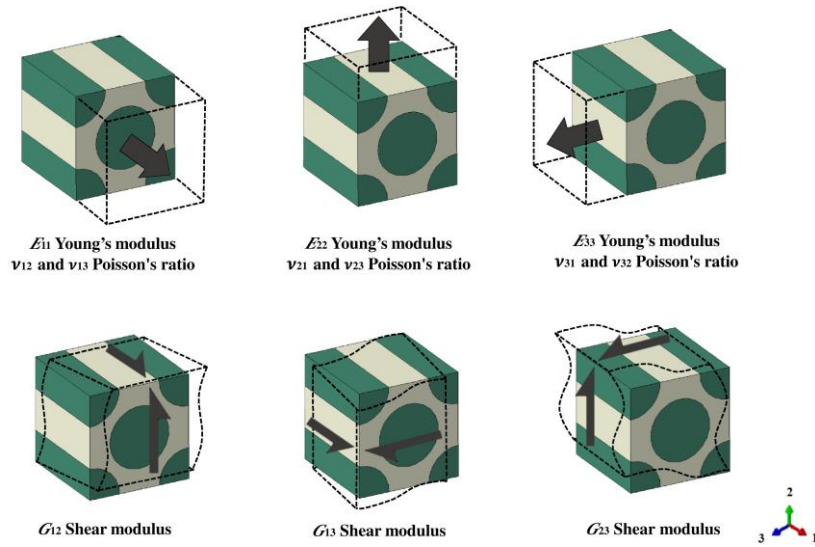 E11 Young's modulus
ν12 and ν13 Poisson's ratio
E22 Young's modulus
ν21 and ν23 Poisson's ratio
E33 Young's modulus
ν31 and ν32 Poisson's ratio
G12 Shear modulus
G13 Shear modulus
G23 Shear modulus
2
3
1